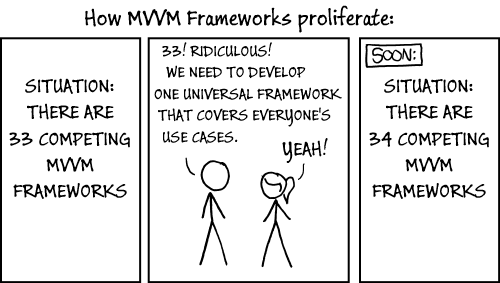 How MVVM Frameworks proliferate:
SITUATION:
THERE ARE
33 COMPETING
MVVM
FRAMEWORKS
33! RIDICULOUS!
WE NEED TO DEVELOP
ONE UNIVERSAL FRAMEWORK
THAT COVERS EVERYONE'S
USE CASES.
YEAH!
SOON:
SITUATION:
THERE ARE
34 COMPETING
MVVM
FRAMEWORKS